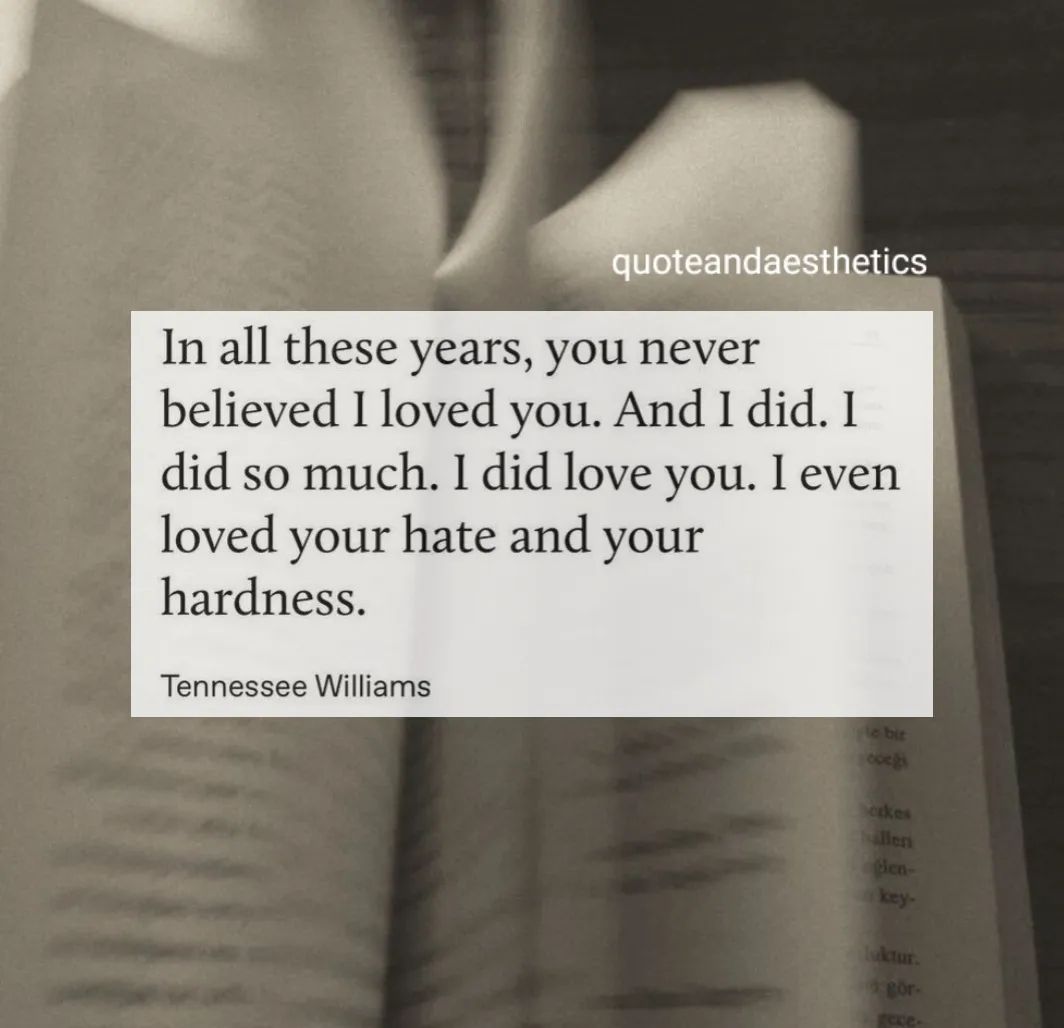 quoteandaesthetics
In all these years, you never
believed I loved you. And I did. I
did so much. I did love you. I even
loved your hate and your
hardness.
Tennessee Williams
key-